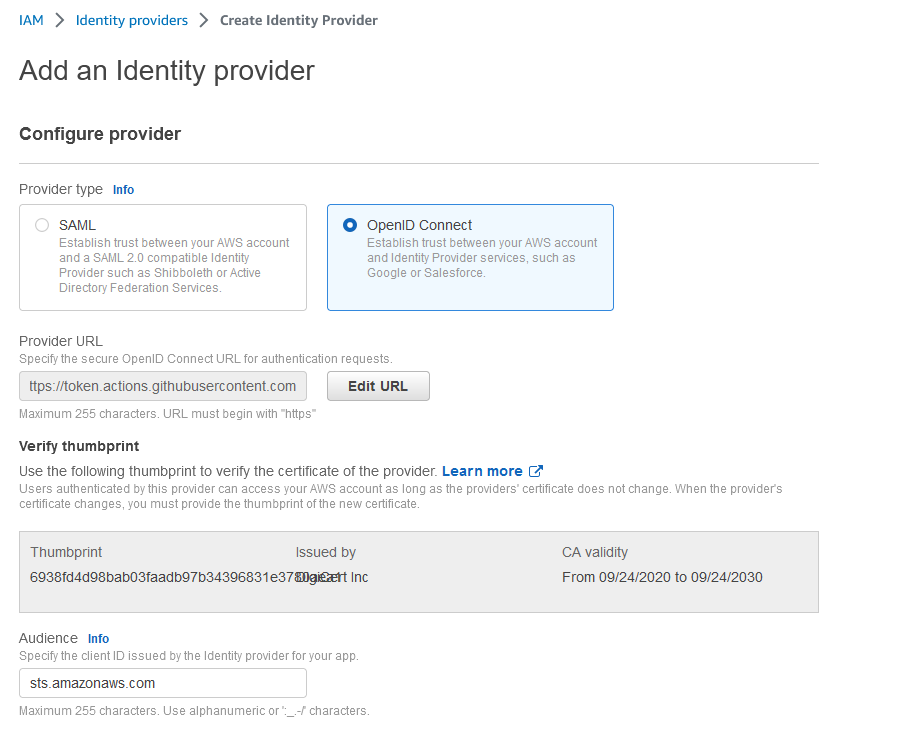 IAM > Identity providers > Create Identity Provider
Add an Identity provider
Configure provider
Provider type Info
SAML
Establish trust between your AWS account
and a SAML 2.0 compatible Identity
Provider such as Shibboleth or Active
Directory Federation Services.
OpenID Connect
Establish trust between your AWS account
and Identity Provider services, such as
Google or Salesforce.
Provider URL
Specify the secure OpenID Connect URL for authentication requests.
ttps://token.actions.githubusercontent.com Edit URL
Maximum 255 characters. URL must begin with "https"
Verify thumbprint
Use the following thumbprint to verify the certificate of the provider. Learn more
Users authenticated by this provider can access your AWS account as long as the providers' certificate does not change. When the provider's
certificate changes, you must provide the thumbprint of the new certificate.
Thumbprint Issued by CA validity
6938fd4d98bab03faadb97b34396831e3780aea1 DigiCert Inc From 09/24/2020 to 09/24/2030
Audience Info
Specify the client ID issued by the Identity provider for your app.
sts.amazonaws.com
Maximum 255 characters. Use alphanumeric or ':_.-/' characters.